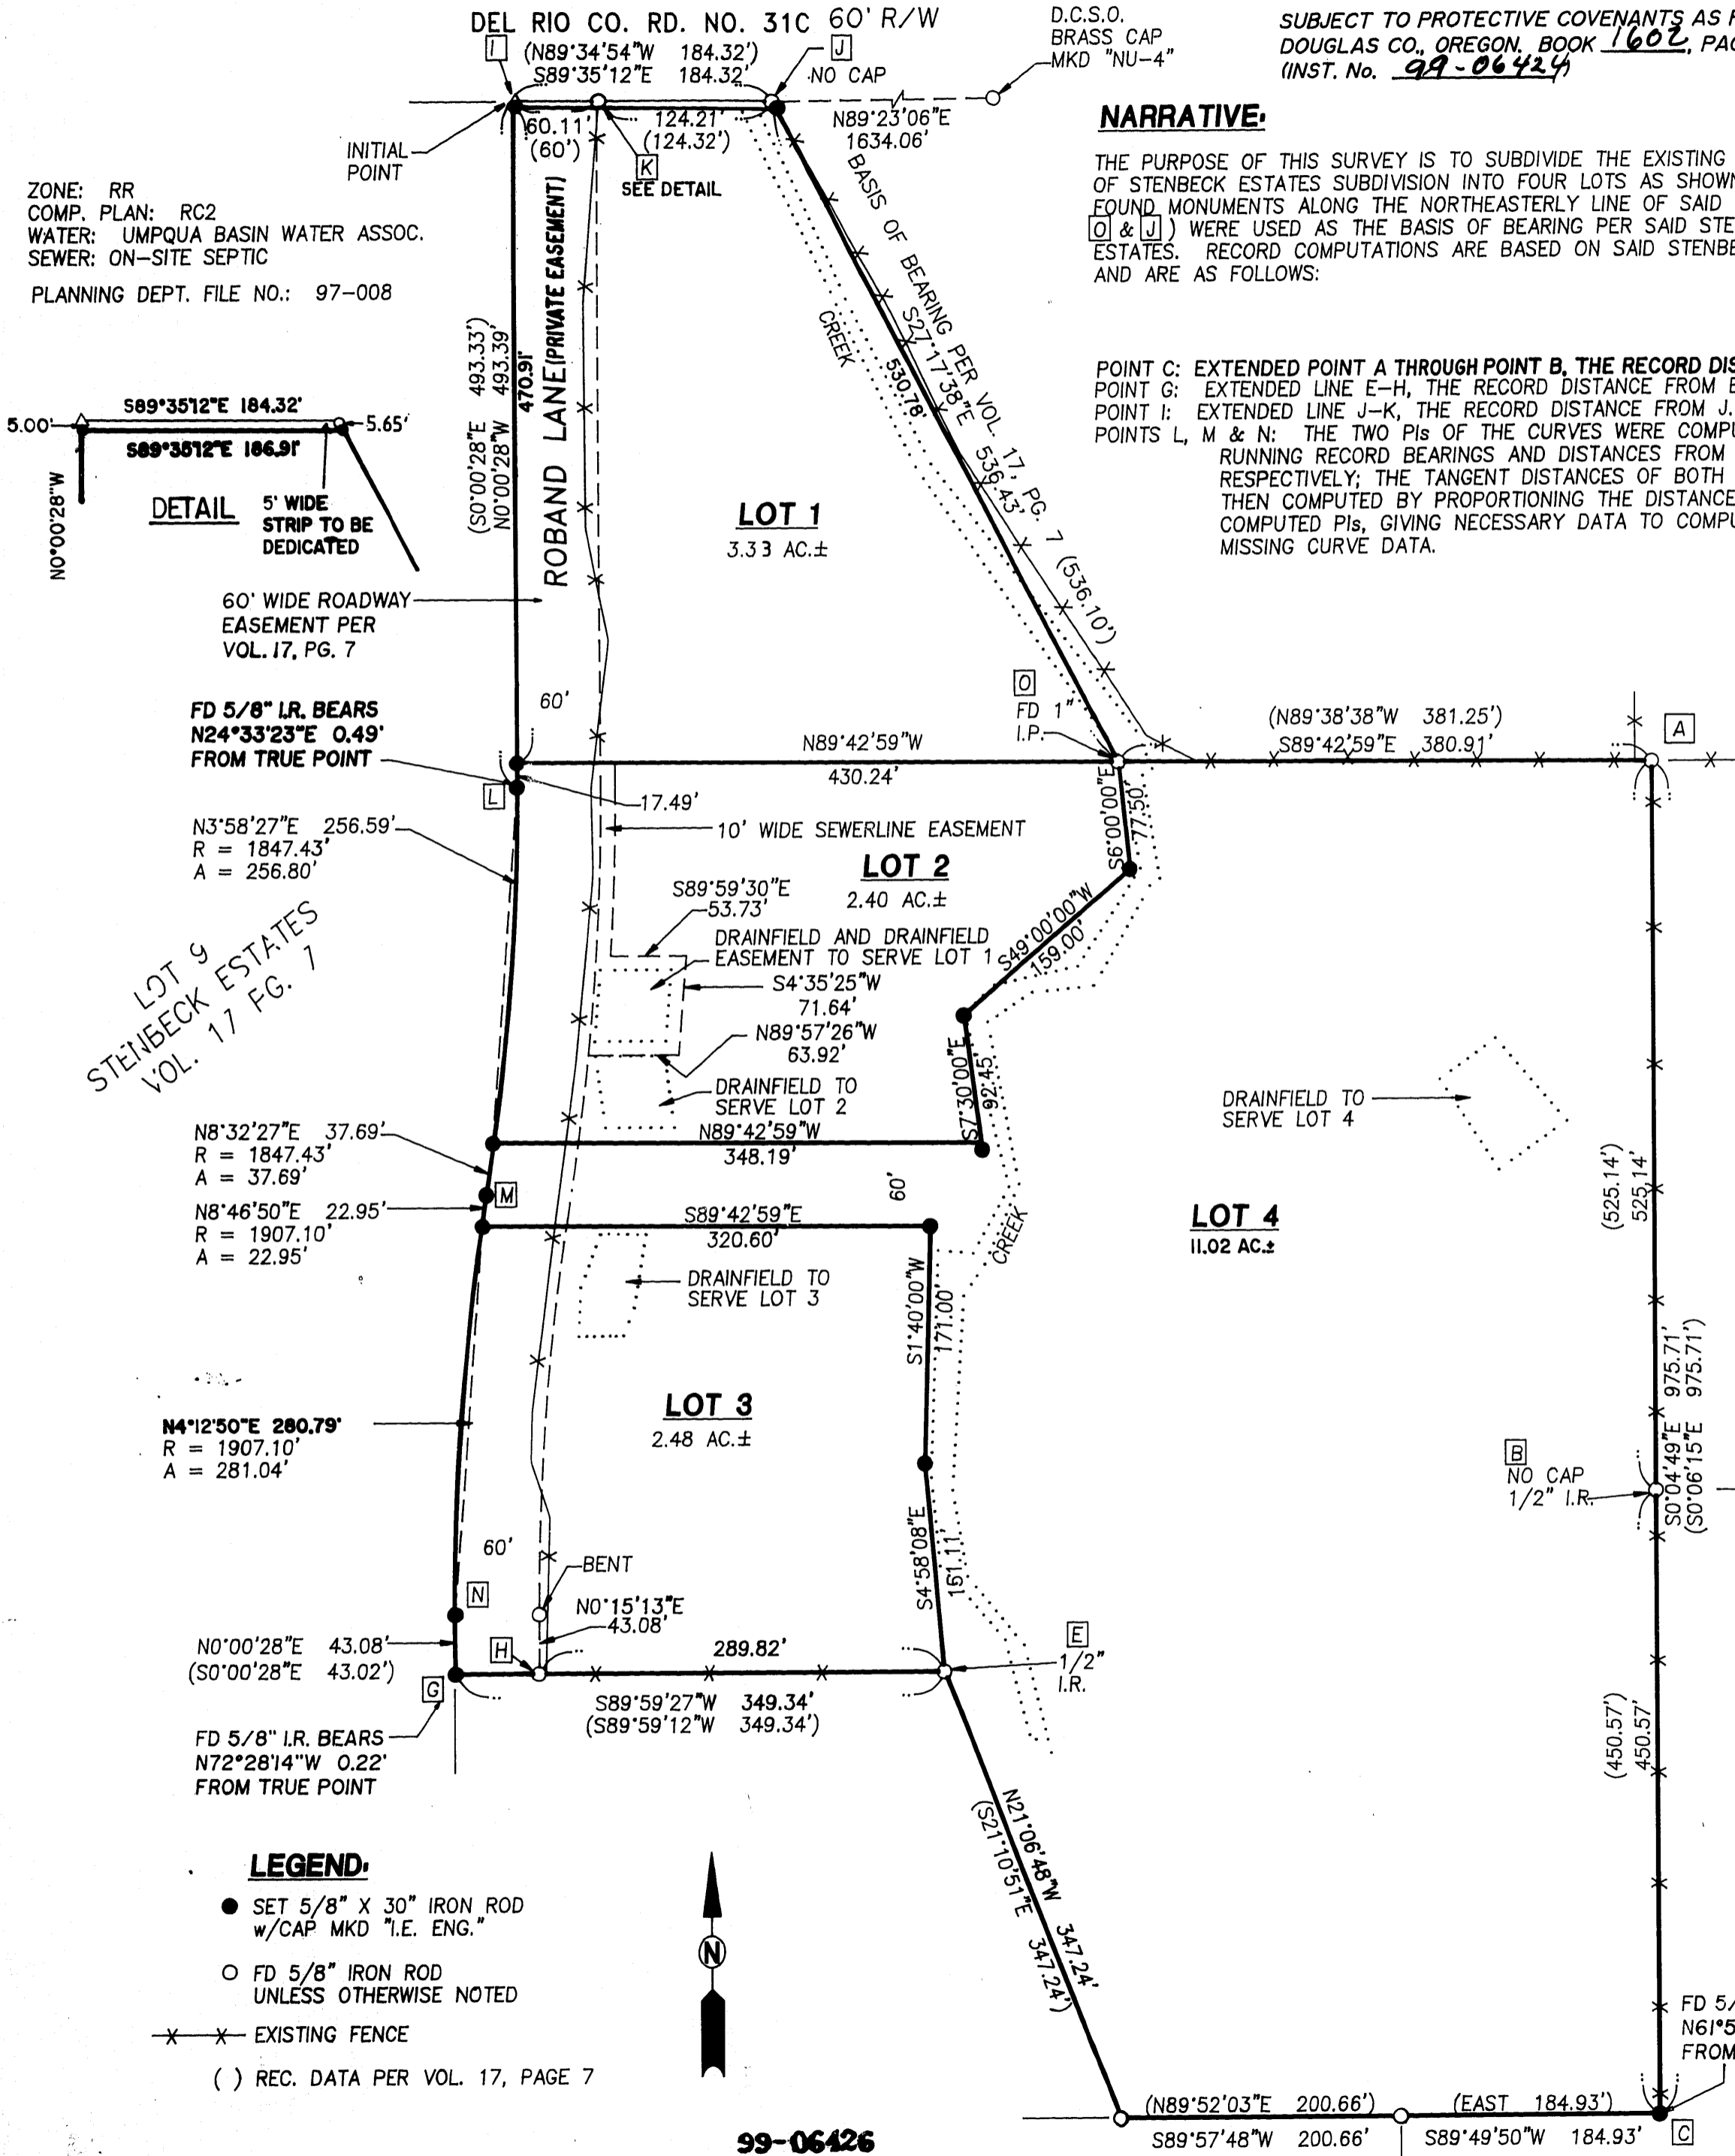 DEL RIO CO. RD. NO. 31C 60' R/W
I
(N89°34'54"W 184.32')
S89°35'12"E 184.32'
J
NO CAP
D.C.S.O.
BRASS CAP
MKD "NU-4"
N89°23'06"E
1634.06'
INITIAL
POINT
60.11'
(60')
124.21'
(124.32')
K
SEE DETAIL
SUBJECT TO PROTECTIVE COVENANTS AS
DOUGLAS CO., OREGON. BOOK 1602, PA
(INST. No. 99-06424)
NARRATIVE:
THE PURPOSE OF THIS SURVEY IS TO SUBDIVIDE THE EXISTING
OF STENBECK ESTATES SUBDIVISION INTO FOUR LOTS AS SHOWN
FOUND MONUMENTS ALONG THE NORTHEASTERLY LINE OF SAID
O & J ) WERE USED AS THE BASIS OF BEARING PER SAID STE
ESTATES. RECORD COMPUTATIONS ARE BASED ON SAID STENBE
AND ARE AS FOLLOWS:
POINT C: EXTENDED POINT A THROUGH POINT B, THE RECORD DIS
POINT G: EXTENDED LINE E-H, THE RECORD DISTANCE FROM E
POINT I: EXTENDED LINE J-K, THE RECORD DISTANCE FROM J.
POINTS L, M & N: THE TWO PIs OF THE CURVES WERE COMPU
RUNNING RECORD BEARINGS AND DISTANCES FROM
RESPECTIVELY; THE TANGENT DISTANCES OF BOTH
THEN COMPUTED BY PROPORTIONING THE DISTANCE
COMPUTED PIs, GIVING NECESSARY DATA TO COMPU
MISSING CURVE DATA.
ZONE: RR
COMP. PLAN: RC2
WATER: UMPQUA BASIN WATER ASSOC.
SEWER: ON-SITE SEPTIC
PLANNING DEPT. FILE NO.: 97-008
5.00'
S89°35'12"E 184.32'
5.65'
S89°35'12"E 186.91'
N0°00'28"W
DETAIL
5' WIDE
STRIP TO BE
DEDICATED
(S0°00'28"E 493.33')
N0°00'28"W 493.39'
470.91'
ROBAND LANE (PRIVATE EASEMENT)
CREEK
BASIS OF BEARING PER VOL. 17, PG. 7 (536.10')
S27°17'38"E 536.43'
530.78'
LOT 1
3.33 AC.±
60' WIDE ROADWAY
EASEMENT PER
VOL. 17, PG. 7
FD 5/8" I.R. BEARS
N24°33'23"E 0.49'
FROM TRUE POINT
L
60'
N89°42'59"W
430.24'
O
FD 1"
I.P.
(N89°38'38"W 381.25')
S89°42'59"E 380.91'
A
17.49'
10' WIDE SEWERLINE EASEMENT
N3°58'27"E 256.59'
R = 1847.43'
A = 256.80'
LOT 2
2.40 AC.±
S6°00'00"E
77.50'
S89°59'30"E
53.73'
DRAINFIELD AND DRAINFIELD
EASEMENT TO SERVE LOT 1
S49°00'00"W
159.00'
S4°35'25"W
71.64'
N89°57'26"W
63.92'
DRAINFIELD TO
SERVE LOT 2
S7°30'00"E
92.45'
LOT 9
STENBECK ESTATES
VOL. 17 PG. 7
N8°32'27"E 37.69'
R = 1847.43'
A = 37.69'
M
N89°42'59"W
348.19'
60'
N8°46'50"E 22.95'
R = 1907.10'
A = 22.95'
S89°42'59"E
320.60'
CREEK
DRAINFIELD TO
SERVE LOT 3
S1°40'00"W
171.00'
DRAINFIELD TO
SERVE LOT 4
LOT 4
11.02 AC.±
(525.14')
525.14'
LOT 3
2.48 AC.±
N4°12'50"E 280.79'
R = 1907.10'
A = 281.04'
S4°58'08"E
151.11'
B
NO CAP
1/2" I.R.
S0°04'49"E 975.71'
(S0°06'15"E 975.71')
60'
BENT
N
N0°15'13"E
43.08'
N0°00'28"E 43.08'
(S0°00'28"E 43.02')
H
289.82'
E
1/2"
I.R.
G
S89°59'27"W 349.34'
(S89°59'12"W 349.34')
FD 5/8" I.R. BEARS
N72°28'14"W 0.22'
FROM TRUE POINT
(450.57')
450.57'
N21°06'48"W 347.24'
(S21°10'51"E 347.24')
LEGEND:
SET 5/8" X 30" IRON ROD
w/CAP MKD "I.E. ENG."
FD 5/8" IRON ROD
UNLESS OTHERWISE NOTED
EXISTING FENCE
( ) REC. DATA PER VOL. 17, PAGE 7
N
FD 5/
N61°5
FROM
(N89°52'03"E 200.66')
S89°57'48"W 200.66'
(EAST 184.93')
S89°49'50"W 184.93'
C
99-06426